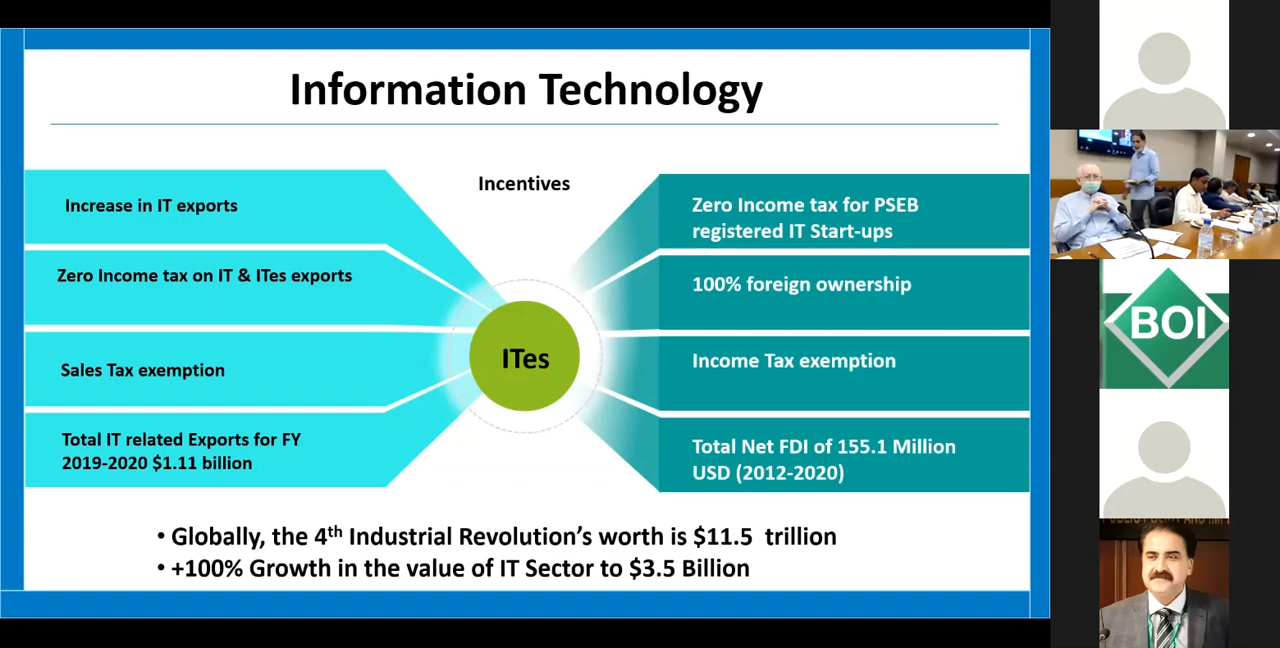 Information Technology
Incentives
Increase in IT exports
Zero Income tax on IT & ITes exports
Sales Tax exemption
Total IT related Exports for FY
2019-2020 $1.11 billion
ITes
Zero Income tax for PSEB
registered IT Start-ups
100% foreign ownership
Income Tax exemption
Total Net FDI of 155.1 Million
USD (2012-2020)
• Globally, the 4th Industrial Revolution’s worth is $11.5 trillion
• +100% Growth in the value of IT Sector to $3.5 Billion
BOI